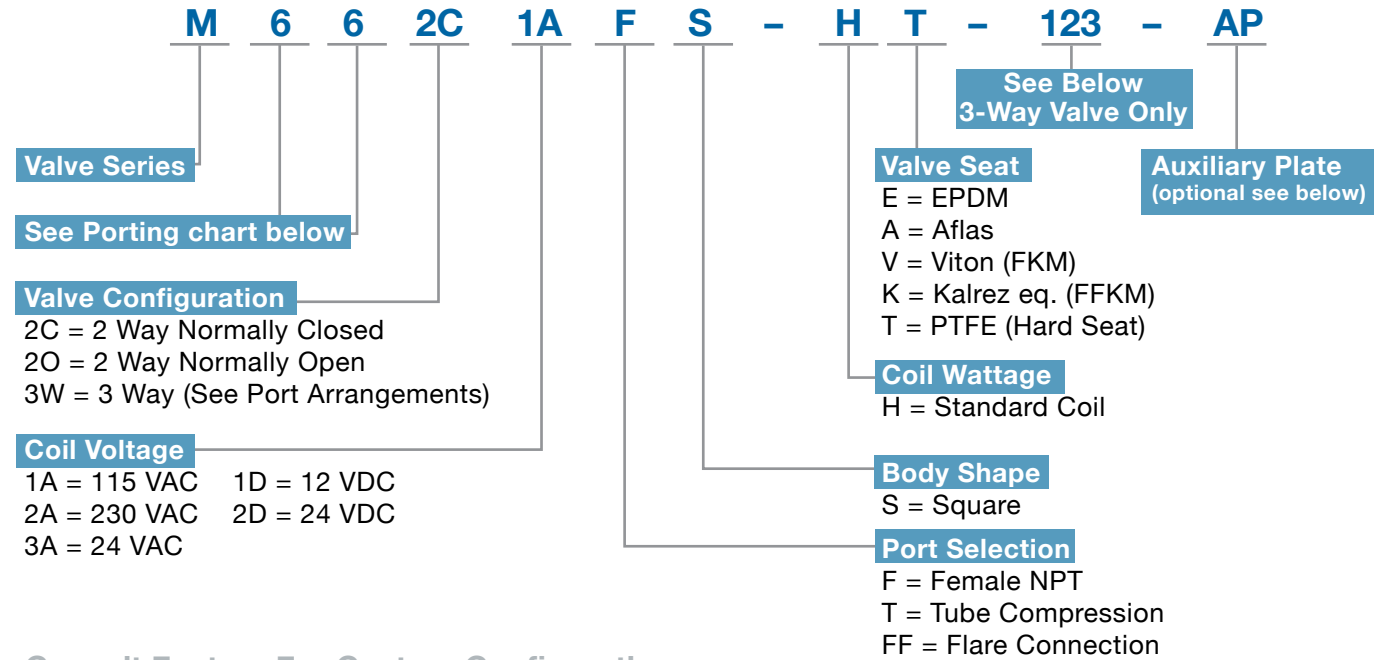 M 6 6 2C 1A F S – H T – 123 – AP
See Below
3-Way Valve Only
Valve Series
See Porting chart below
Valve Configuration
2C = 2 Way Normally Closed
2O = 2 Way Normally Open
3W = 3 Way (See Port Arrangements)
Coil Voltage
1A = 115 VAC 1D = 12 VDC
2A = 230 VAC 2D = 24 VDC
3A = 24 VAC
Valve Seat
E = EPDM
A = Aflas
V = Viton (FKM)
K = Kalrez eq. (FFKM)
T = PTFE (Hard Seat)
Auxiliary Plate
(optional see below)
Coil Wattage
H = Standard Coil
Body Shape
S = Square
Port Selection
F = Female NPT
T = Tube Compression
FF = Flare Connection